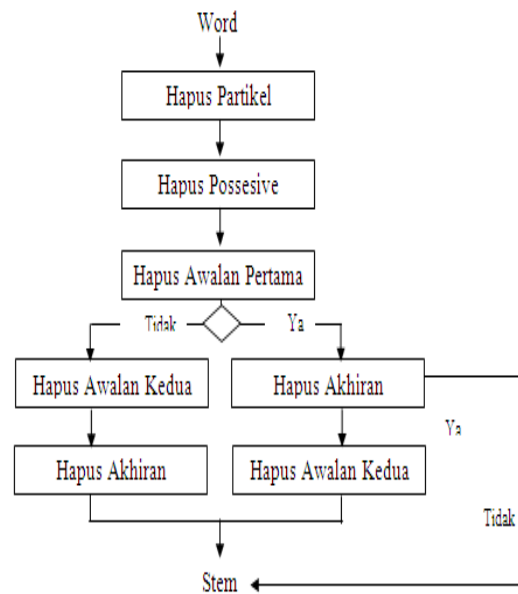 Word
Hapus Partikel
Hapus Possesive
Hapus Awalan Pertama
Tidak
Ya
Hapus Awalan Kedua
Hapus Akhiran
Ya
Hapus Akhiran
Hapus Awalan Kedua
Tidak
Stem